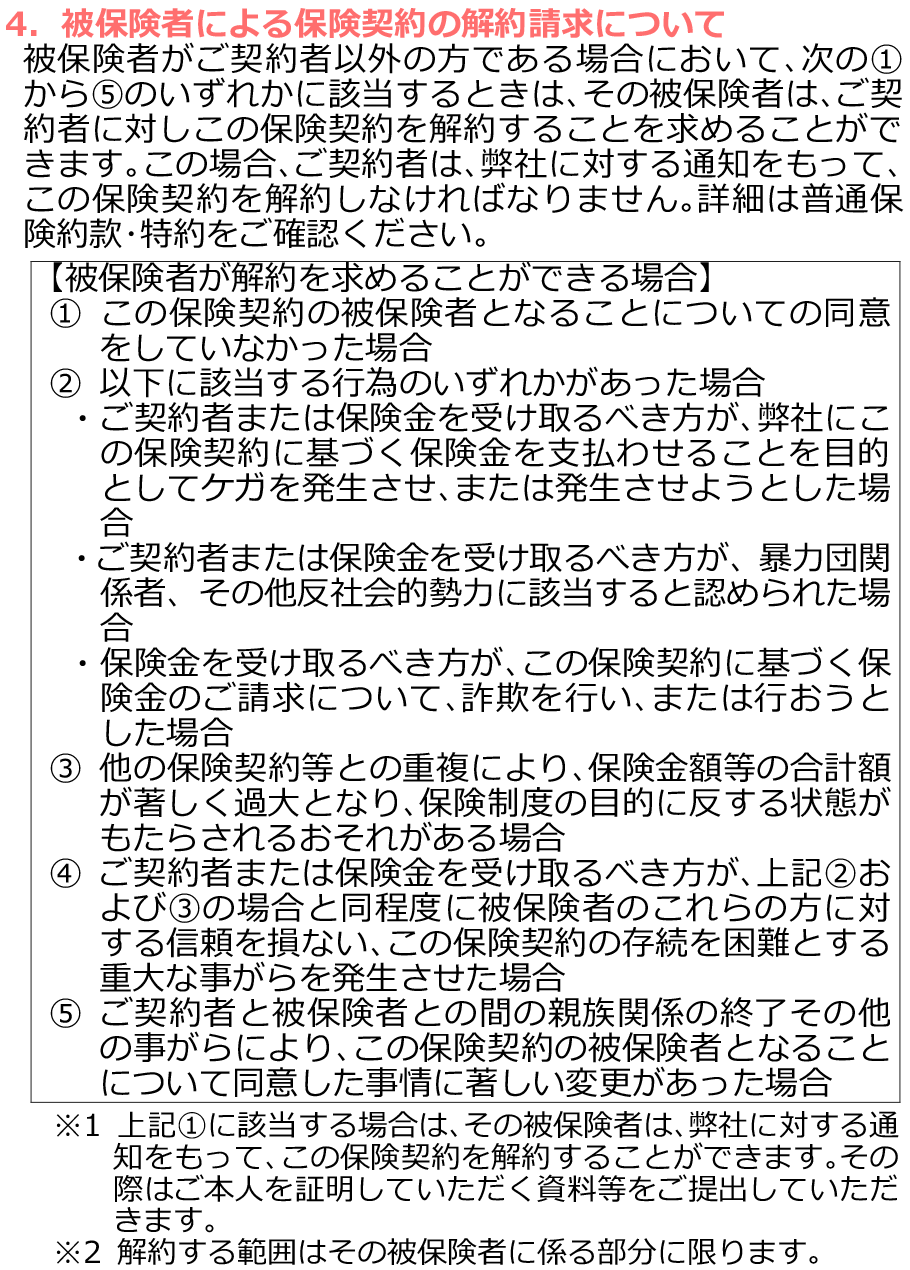 4. 被保険者による保険契約の解約請求について
被保険者がご契約者以外の方である場合において、次の①
から⑤のいずれかに該当するときは、その被保険者は、ご契
約者に対しこの保険契約を解約することを求めることがで
きます。この場合、ご契約者は、弊社に対する通知をもって、
この保険契約を解約しなければなりません。詳細は普通保
険約款・特約をご確認ください。
【被保険者が解約を求めることができる場合】
① この保険契約の被保険者となることについての同意
をしていなかった場合
② 以下に該当する行為のいずれかがあった場合
・ご契約者または保険金を受け取るべき方が、弊社にこ
の保険契約に基づく保険金を支払わせることを目的
としてケガを発生させ、または発生させようとした場
合
・ご契約者または保険金を受け取るべき方が、暴力団関
係者、その他反社会的勢力に該当すると認められた場
合
・保険金を受け取るべき方が、この保険契約に基づく保
険金のご請求について、詐欺を行い、または行おうと
した場合
③ 他の保険契約等との重複により、保険金額等の合計額
が著しく過大となり、保険制度の目的に反する状態が
もたらされるおそれがある場合
④ ご契約者または保険金を受け取るべき方が、上記②お
よび③の場合と同程度に被保険者のこれらの方に対
する信頼を損ない、この保険契約の存続を困難とする
重大な事がらを発生させた場合
⑤ ご契約者と被保険者との間の親族関係の終了その他
の事がらにより、この保険契約の被保険者となること
について同意した事情に著しい変更があった場合
※1 上記①に該当する場合は、その被保険者は、弊社に対する通
知をもって、この保険契約を解約することができます。その
際はご本人を証明していただく資料等をご提出していただ
きます。
※2 解約する範囲はその被保険者に係る部分に限ります。